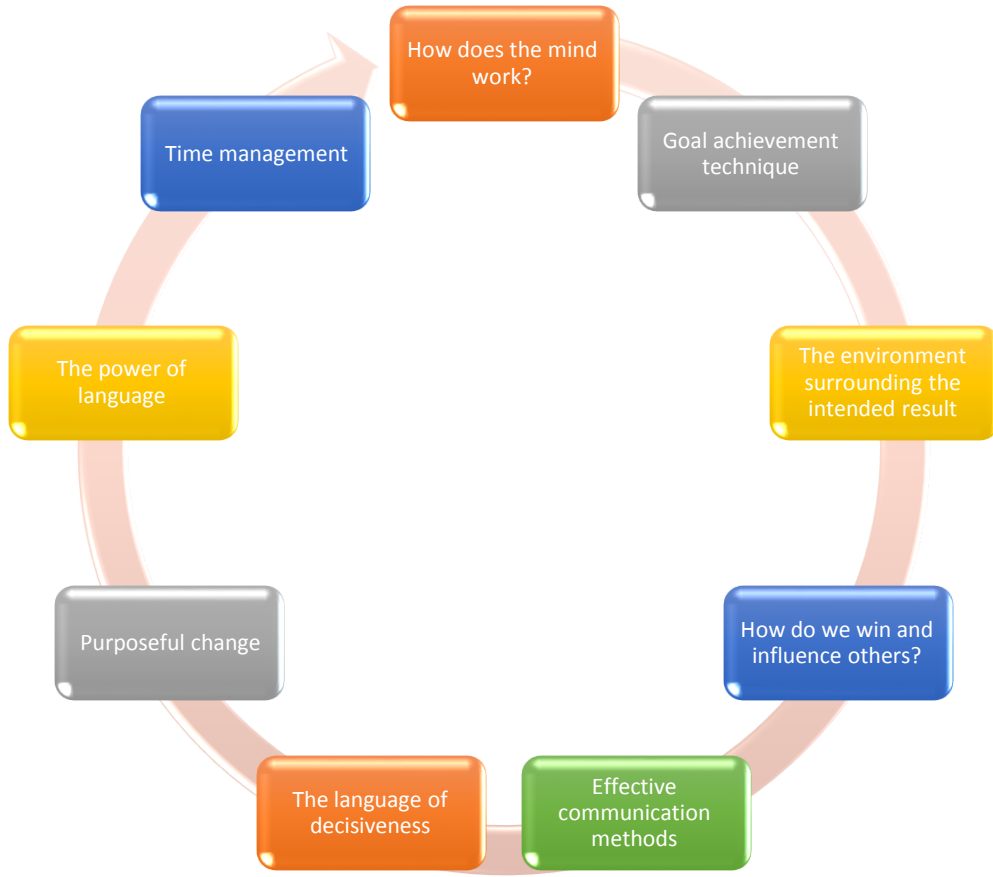 How does the mind
work?
Goal achievement
technique
The environment
surrounding the
intended result
How do we win and
influence others?
Effective
communication
methods
The language of
decisiveness
Purposeful change
The power of
language
Time management